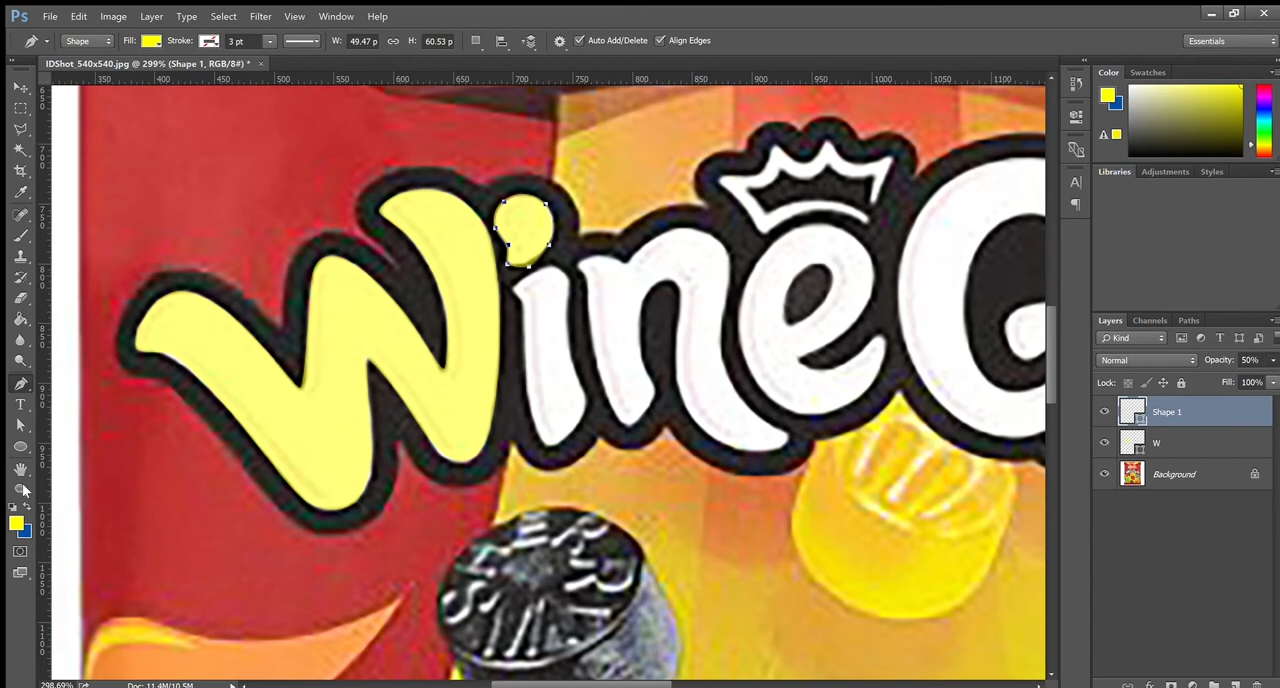 Ps File Edit Image Layer Type Select Filter View Window Help
Shape Fill: Stroke: 3 pt W: 49.47 p H: 60.53 p Auto Add/Delete Align Edges Essentials
IDShot_540x540.jpg @ 299% (Shape 1, RGB/8#) * ×
350 400 450 500 550 600 650 700 750 800 850 900 950 1000 1050 1100
Color Swatches
Libraries Adjustments Styles
WineG
Layers Channels Paths
Kind
Normal Opacity: 50%
Lock: Fill: 100%
Shape 1
W
Background
298.69% Doc: 11.4M/10.5M